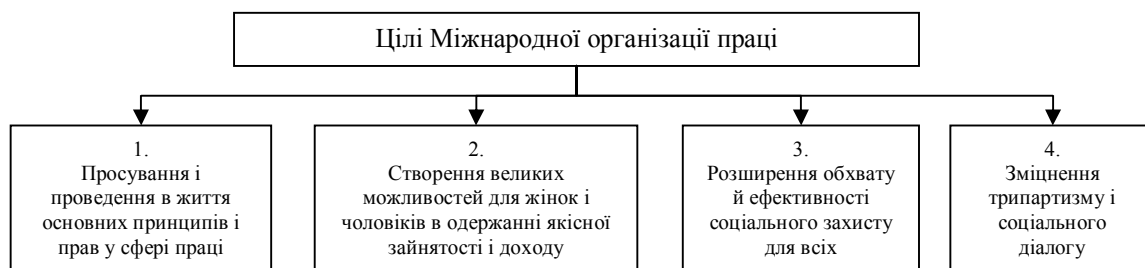 Цілі Міжнародної організації праці
1.
Просування і
проведення в життя
основних принципів і
прав у сфері праці
2.
Створення великих
можливостей для жінок і
чоловіків в одержанні якісної
зайнятості і доходу
3.
Розширення обхвату
й ефективності
соціального захисту
для всіх
4.
Зміцнення
трипартизму і
соціального
діалогу